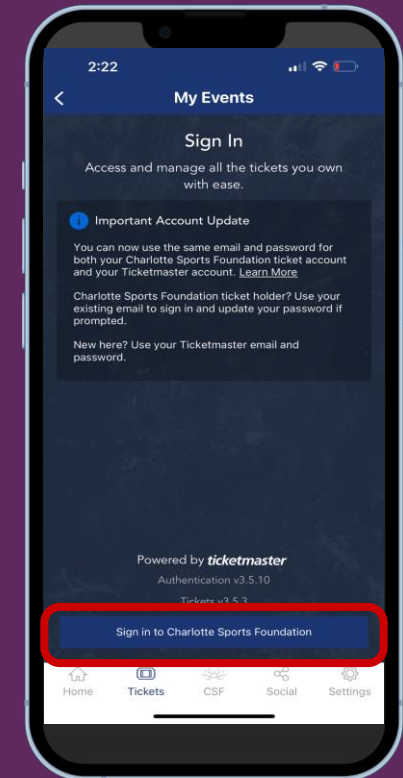 2:22
My Events
Sign In
Access and manage all the tickets you own
with ease.
Important Account Update
You can now use the same email and password for
both your Charlotte Sports Foundation ticket account
and your Ticketmaster account. Learn More
Charlotte Sports Foundation ticket holder? Use your
existing email to sign in and update your password if
prompted.
New here? Use your Ticketmaster email and
password.
Powered by ticketmaster
Authentication v3.5.10
Tickets v3.5.3
Sign in to Charlotte Sports Foundation
Home Tickets CSF Social Settings